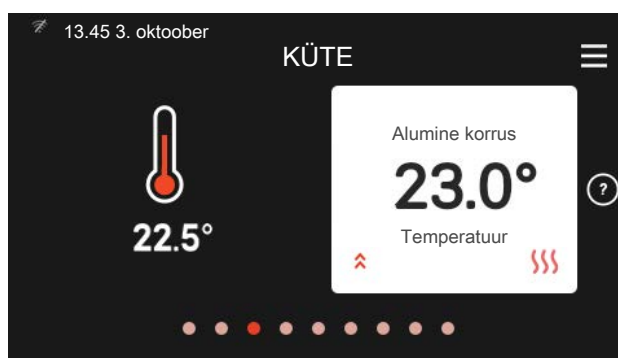 13.45 3. oktoober
KÜTE
Alumine korrus
23.0°
?
22.5°
Temperatuur